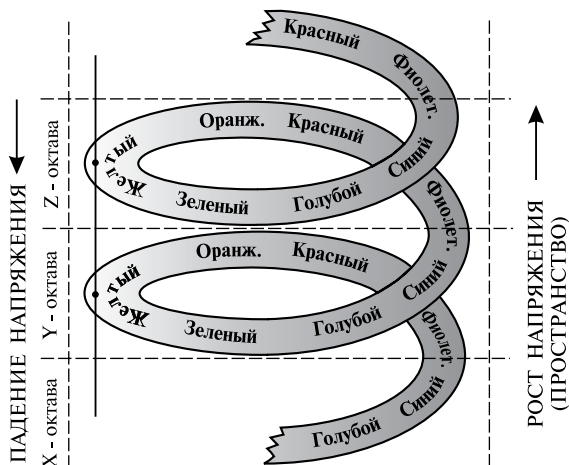 Красный
Фиолет.
Z - октава
Оранж. Красный
Синий
Желтый
Зеленый
Голубой
Фиолет.
Y - октава
Оранж. Красный
Синий
Желтый
Зеленый
Голубой
Фиолет.
X - октава
Синий
Голубой
ПАДЕНИЕ НАПРЯЖЕНИЯ
РОСТ НАПРЯЖЕНИЯ
(ПРОСТРАНСТВО)